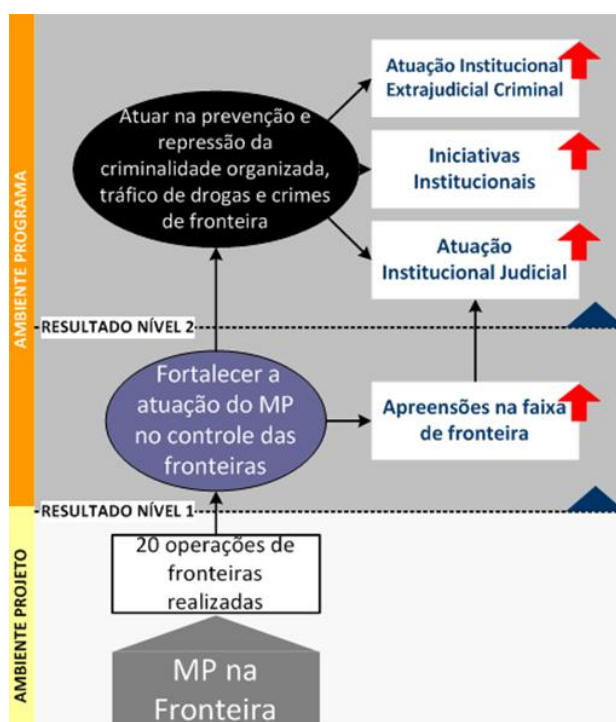 AMBIENTE PROGRAMA
Atuar na prevenção e
repressão da
criminalidade organizada,
tráfico de drogas e crimes
de fronteira
Atuação Institucional
Extrajudicial Criminal
Iniciativas
Institucionais
Atuação
Institucional Judicial
RESULTADO NÍVEL 2
Fortalecer a
atuação do MP
no controle das
fronteiras
Apreensões na faixa
de fronteira
RESULTADO NÍVEL 1
AMBIENTE PROJETO
20 operações de
fronteiras
realizadas
MP na
Fronteira